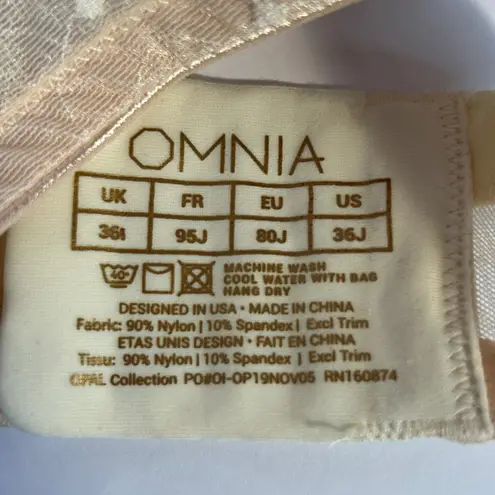 OMNIA
UK FR EU US
36I 95J 80J 36J
40°
MACHINE WASH
COOL WATER WITH BAG
HANG DRY
DESIGNED IN USA • MADE IN CHINA
Fabric: 90% Nylon | 10% Spandex | Excl Trim
ETAS UNIS DESIGN • FAIT EN CHINA
Tissu: 90% Nylon | 10% Spandex | Excl Trim
OPAL Collection PO#OI-OP19NOV05 RN160874